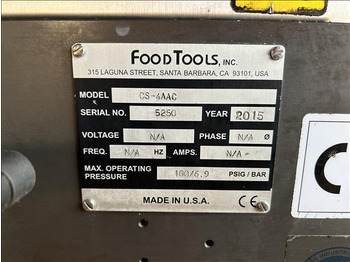 FOODTOOLS, INC.
315 LAGUNA STREET, SANTA BARBARA, CA 93101, USA
MODEL CS-4AAC
SERIAL NO. 5250 YEAR 2015
VOLTAGE N/A PHASE N/A Ø
FREQ. N/A HZ AMPS. N/A
MAX. OPERATING
PRESSURE 100/6.9 PSIG / BAR
MADE IN U.S.A. CE